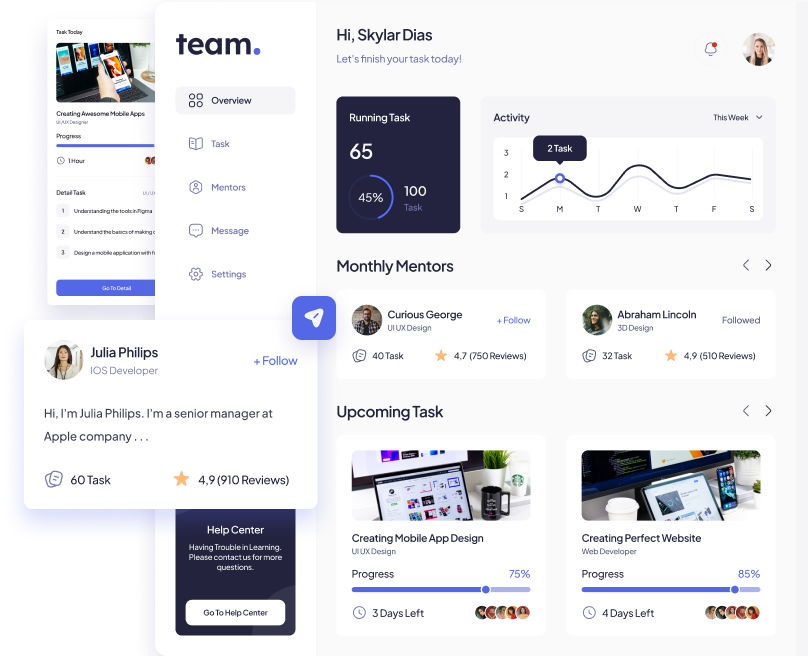 Task Today
Creating Awesome Mobile Apps
UI/UX Designer
Progress
1 Hour
Detail Task
UI/U
1 Understanding the tools in Figma
2 Understand the basics of making
3 Design a mobile application with
Go To Detail
team.
Overview
Task
Mentors
Message
Settings
Julia Philips
IOS Developer
+ Follow
Hi, I'm Julia Philips. I'm a senior manager at
Apple company . . .
60 Task
4,9 (910 Reviews)
Help Center
Having Trouble in Learning.
Please contact us for more
questions.
Go To Help Center
Hi, Skylar Dias
Let's finish your task today!
Running Task
65
45%
100
Task
Activity
This Week
2 Task
3
2
1
S M T W T F S
Monthly Mentors
Curious George
UI UX Design
+ Follow
40 Task
4,7 (750 Reviews)
Abraham Lincoln
3D Design
Followed
32 Task
4,9 (510 Reviews)
Upcoming Task
Creating Mobile App Design
UI UX Design
Progress 75%
3 Days Left
Creating Perfect Website
Web Developer
Progress 85%
4 Days Left